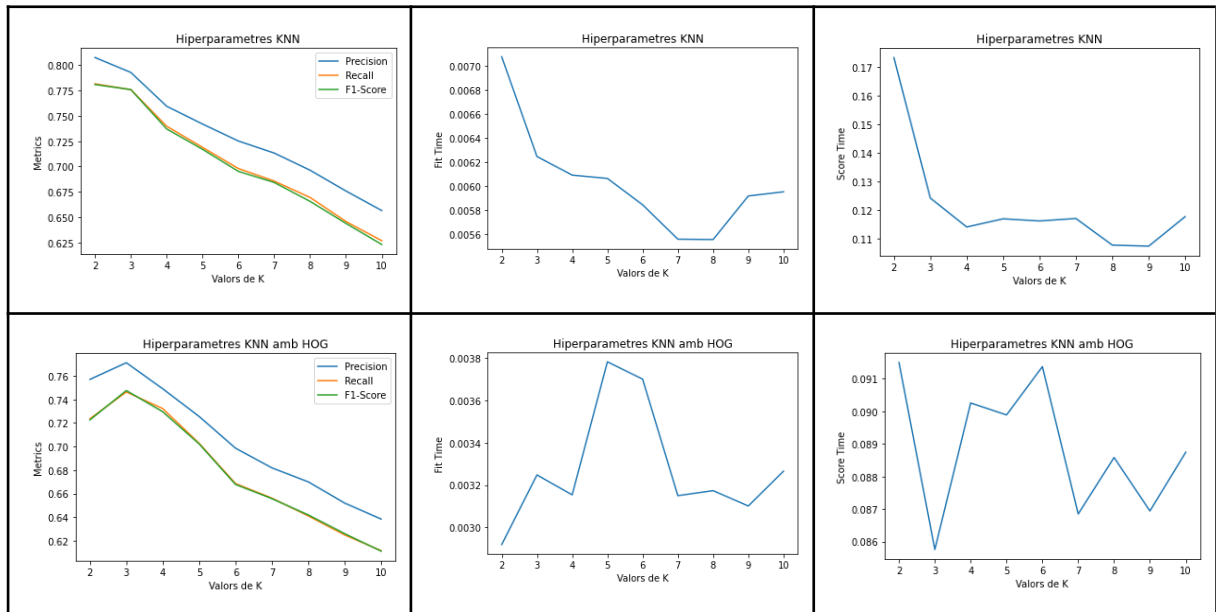 Hiperparametres KNN
0.800
0.775
0.750
0.725
0.700
0.675
0.650
0.625
Metrics
Precision
Recall
F1-Score
2 3 4 5 6 7 8 9 10
Valors de K
Hiperparametres KNN
0.0070
0.0068
0.0066
0.0064
0.0062
0.0060
0.0058
0.0056
Fit Time
2 3 4 5 6 7 8 9 10
Valors de K
Hiperparametres KNN
0.17
0.16
0.15
0.14
0.13
0.12
0.11
Score Time
2 3 4 5 6 7 8 9 10
Valors de K
Hiperparametres KNN amb HOG
0.76
0.74
0.72
0.70
0.68
0.66
0.64
0.62
Metrics
Precision
Recall
F1-Score
2 3 4 5 6 7 8 9 10
Valors de K
Hiperparametres KNN amb HOG
0.0038
0.0036
0.0034
0.0032
0.0030
Fit Time
2 3 4 5 6 7 8 9 10
Valors de K
Hiperparametres KNN amb HOG
0.091
0.090
0.089
0.088
0.087
0.086
Score Time
2 3 4 5 6 7 8 9 10
Valors de K